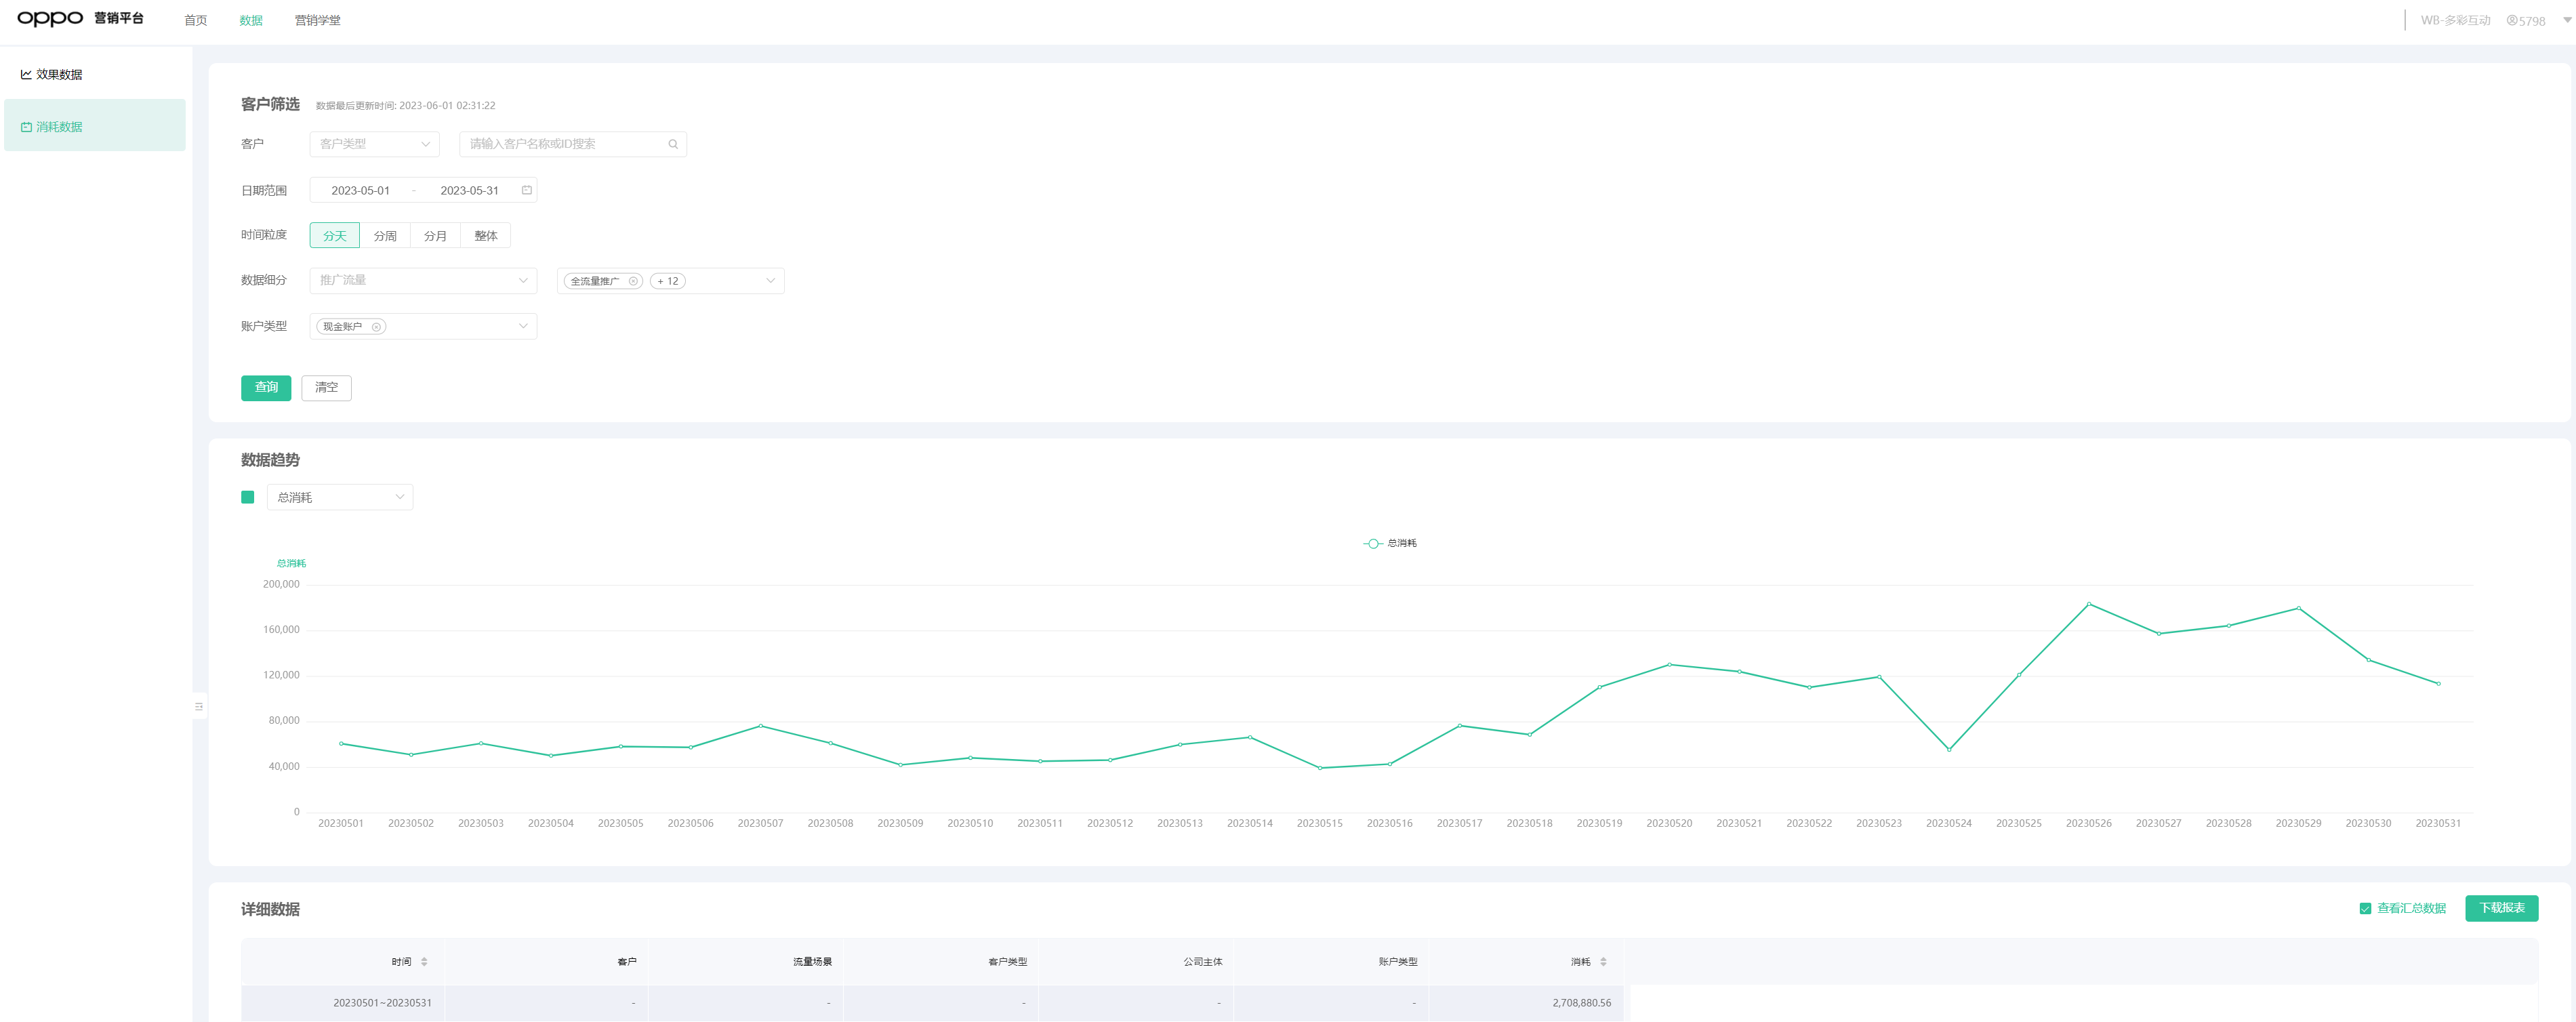 oppo 营销平台 首页 数据 营销学堂 WB-多彩互动 5798
效果数据
消耗数据
客户筛选 数据最后更新时间: 2023-06-01 02:31:22
客户 客户类型 请输入客户名称或ID搜索
日期范围 2023-05-01 - 2023-05-31
时间粒度 分天 分周 分月 整体
数据细分 推广流量 全流量推广 + 12
账户类型 现金账户
查询 清空
数据趋势
总消耗
总消耗
总消耗
200,000
160,000
120,000
80,000
40,000
0
20230501 20230502 20230503 20230504 20230505 20230506 20230507 20230508 20230509 20230510 20230511 20230512 20230513 20230514 20230515 20230516 20230517 20230518 20230519 20230520 20230521 20230522 20230523 20230524 20230525 20230526 20230527 20230528 20230529 20230530 20230531
详细数据 查看汇总数据 下载报表
时间 客户 流量场景 客户类型 公司主体 账户类型 消耗
20230501~20230531 - - - - - 2,708,880.56